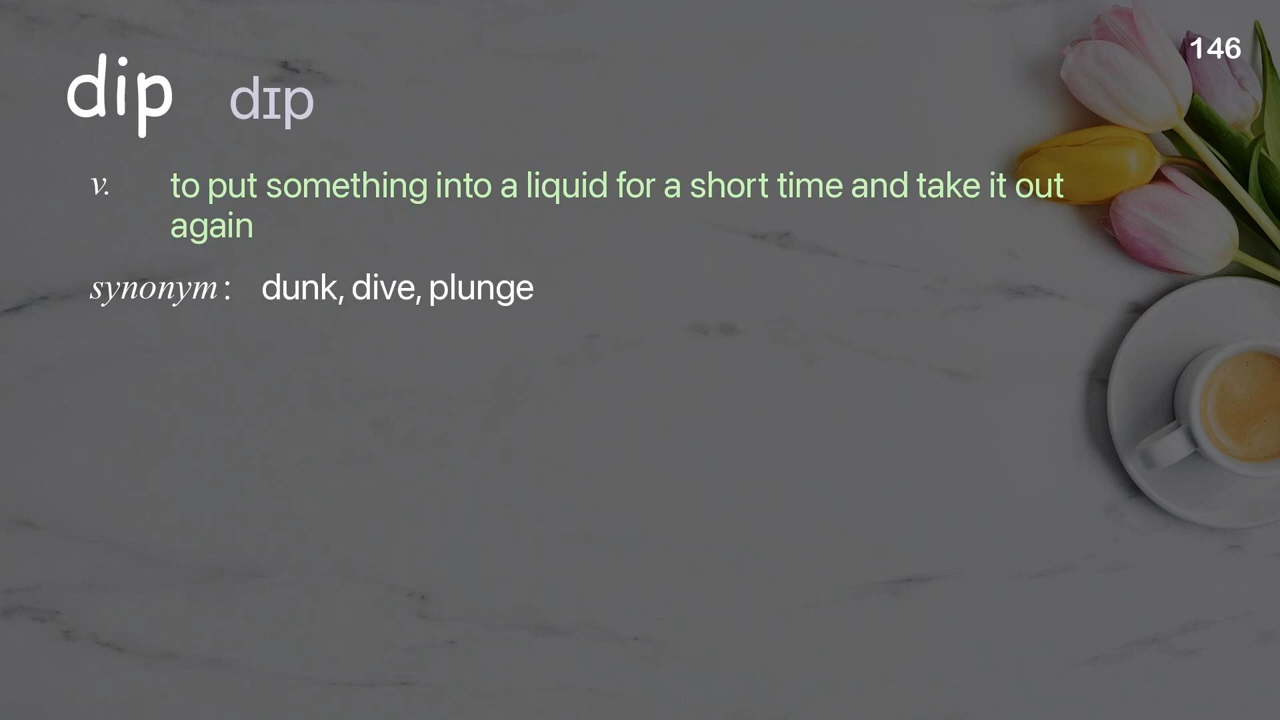 146
dip dɪp
v. to put something into a liquid for a short time and take it out
again
synonym: dunk, dive, plunge